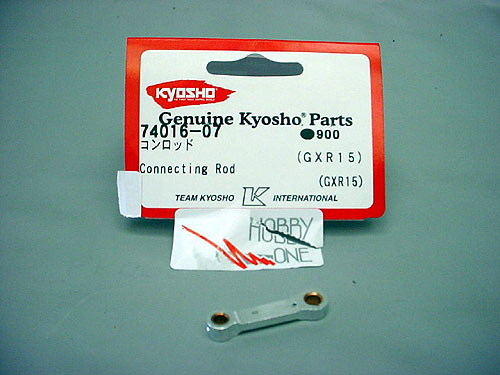 KYOSHO
Genuine Kyosho® Parts
74016-07 ●900
コンロッド (GXR15)
Connecting Rod (GXR15)
TEAM KYOSHO K INTERNATIONAL
HOBBY
ONE